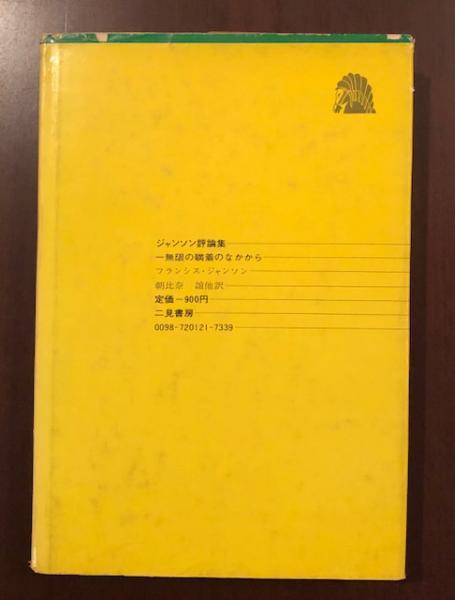 ジャンソン評論集
―無限の瞞着のなかから
フランシス・ジャンソン
朝比奈 誼他訳
定価―900円
二見書房
0098-720121-7339